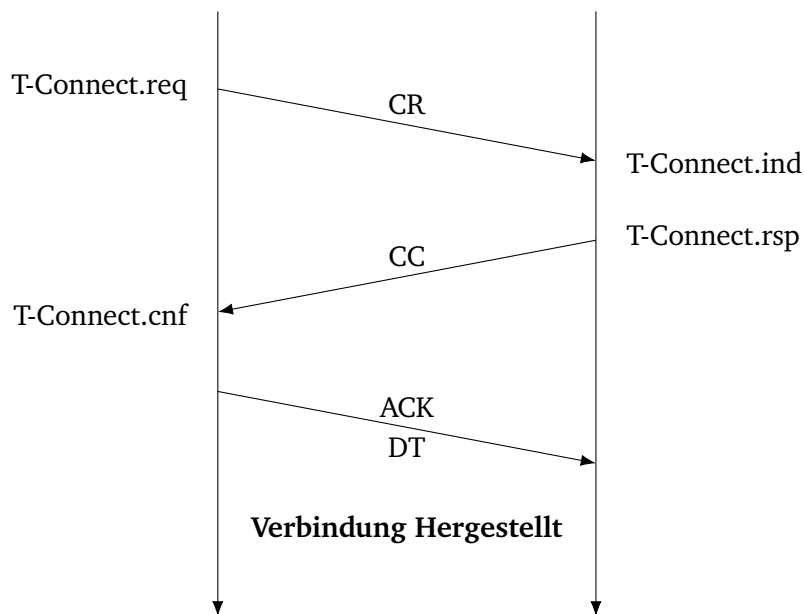 T-Connect.req
CR
T-Connect.ind
T-Connect.rsp
CC
T-Connect.cnf
ACK
DT
Verbindung Hergestellt